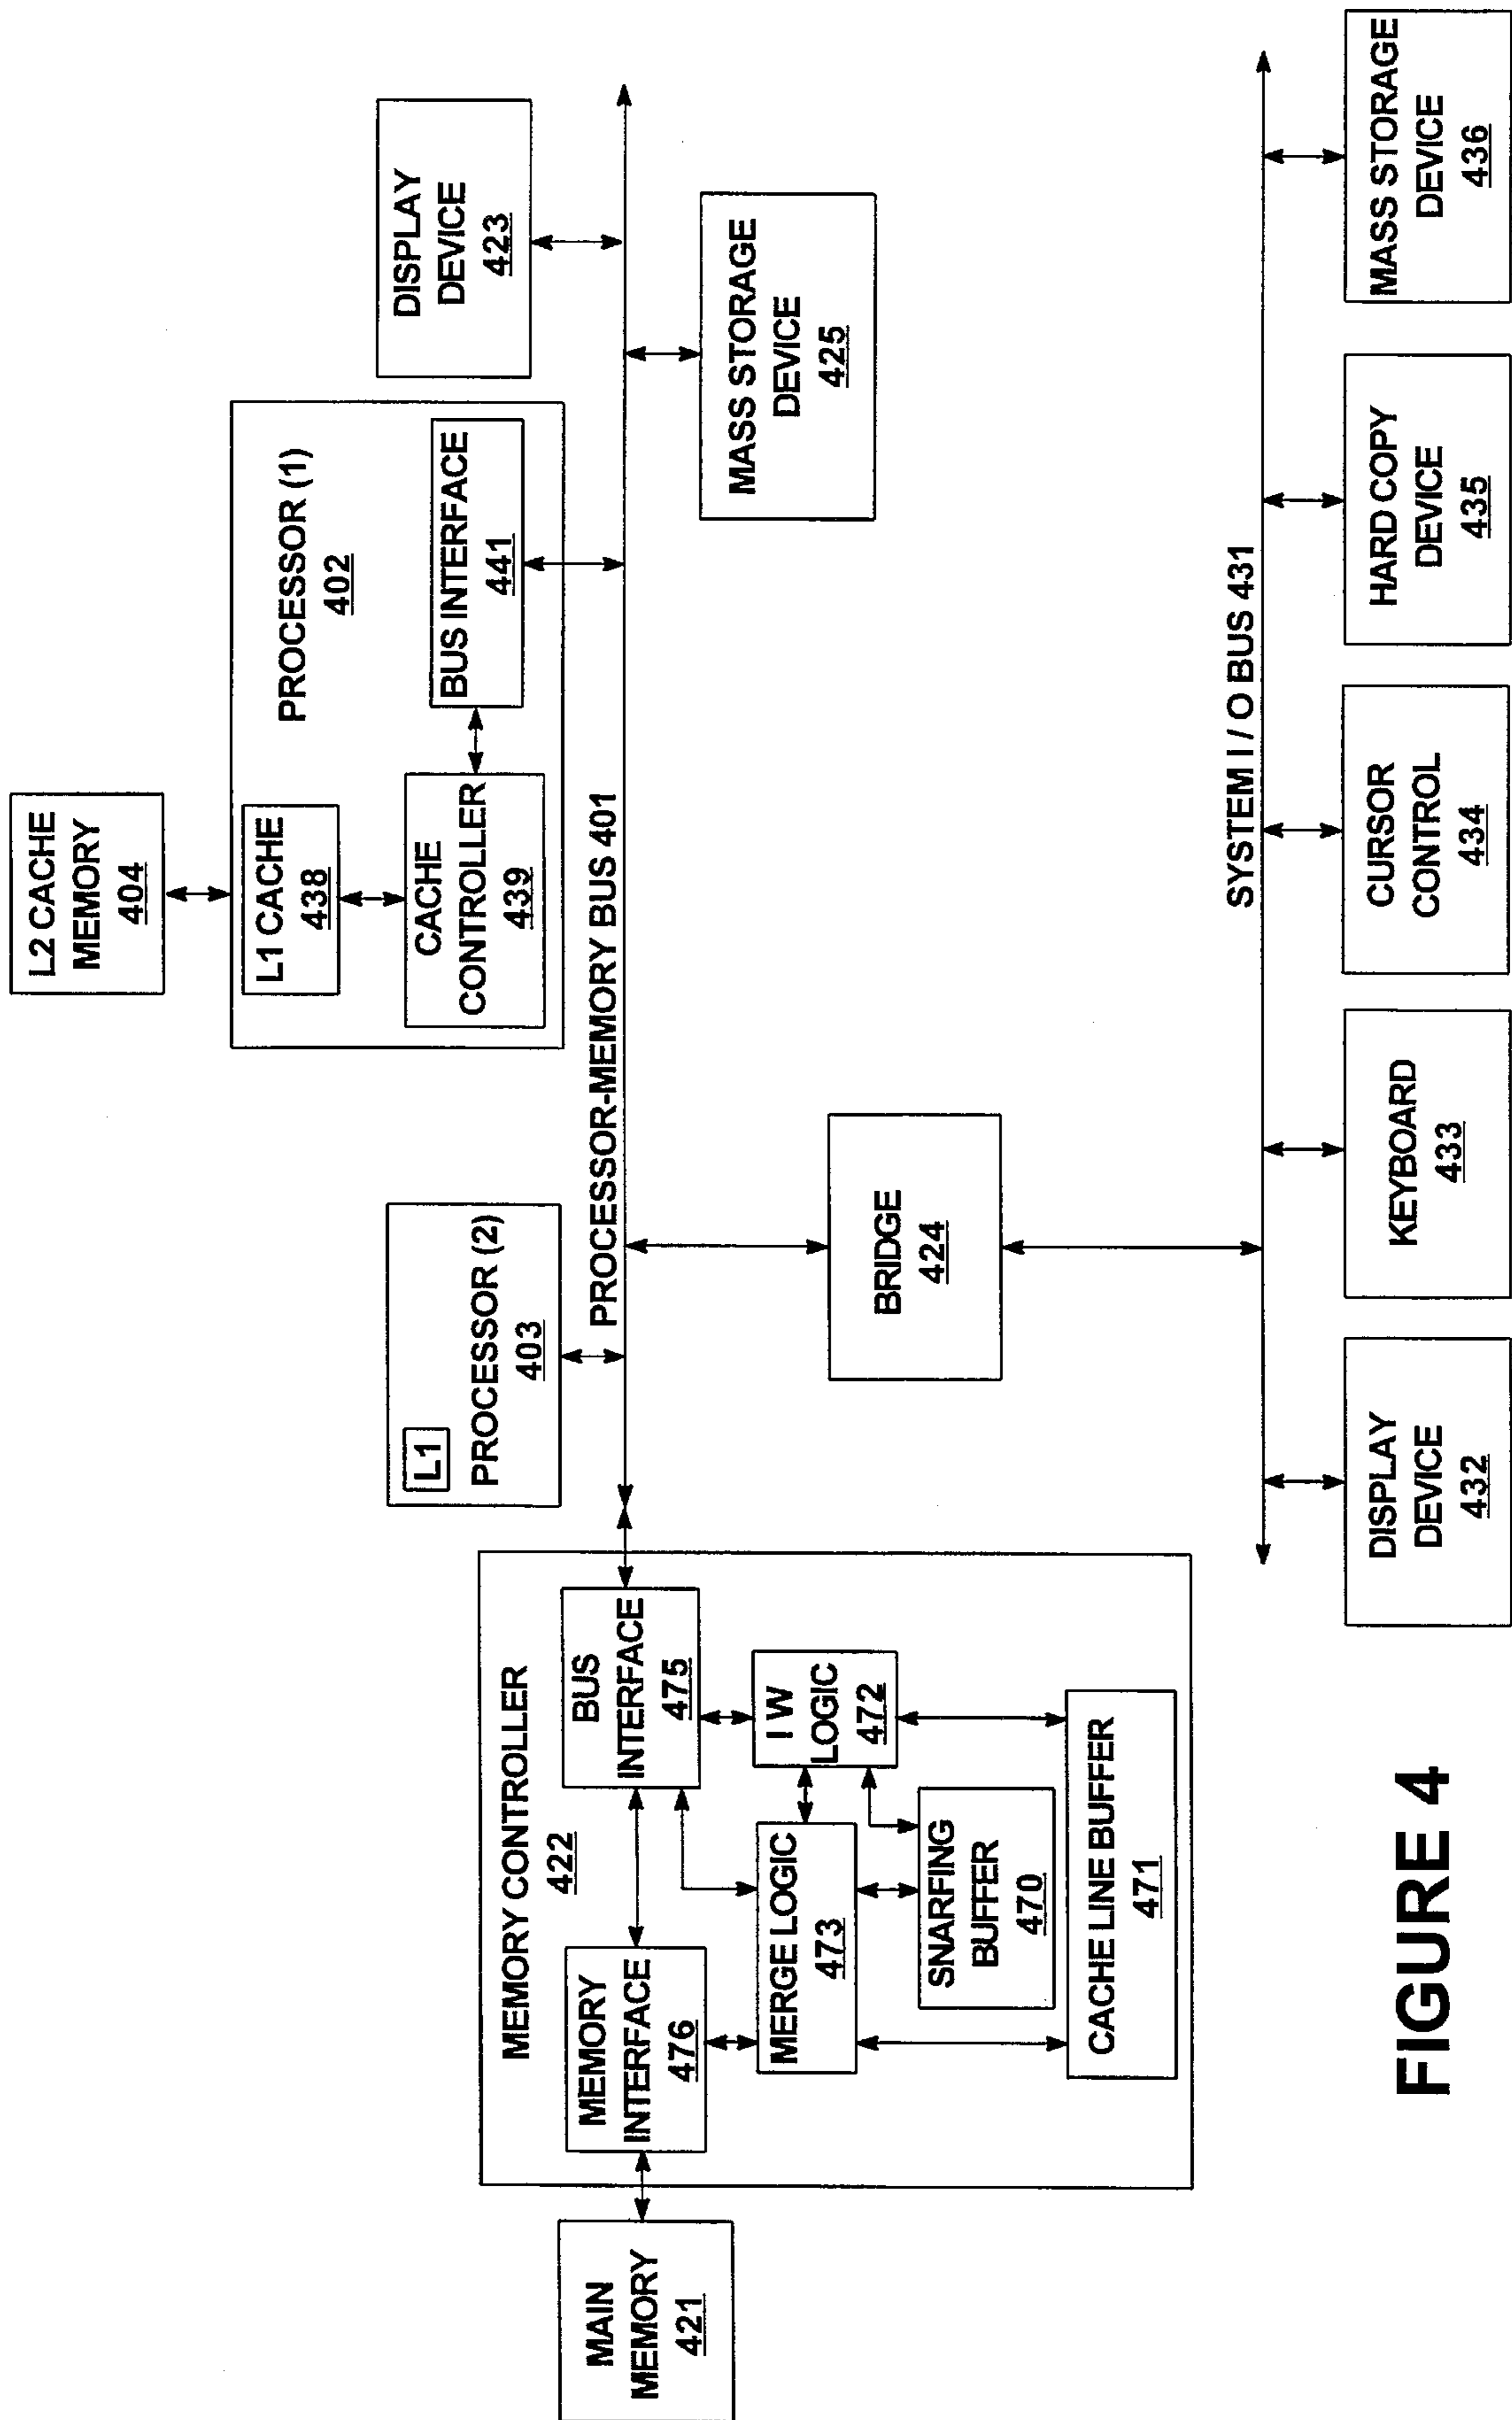 L2 CACHE
MEMORY
404
L1 CACHE
438
PROCESSOR (1)
402
CACHE
CONTROLLER
439
BUS INTERFACE
441
DISPLAY
DEVICE
423
L1
PROCESSOR (2)
403
PROCESSOR-MEMORY BUS 401
MASS STORAGE
DEVICE
425
MEMORY CONTROLLER
422
BUS
INTERFACE
475
MEMORY
INTERFACE
476
MAIN
MEMORY
421
I W
LOGIC
472
MERGE LOGIC
473
SNARFING
BUFFER
470
CACHE LINE BUFFER
471
BRIDGE
424
SYSTEM I / O BUS 431
DISPLAY
DEVICE
432
KEYBOARD
433
CURSOR
CONTROL
434
HARD COPY
DEVICE
435
MASS STORAGE
DEVICE
436
FIGURE 4